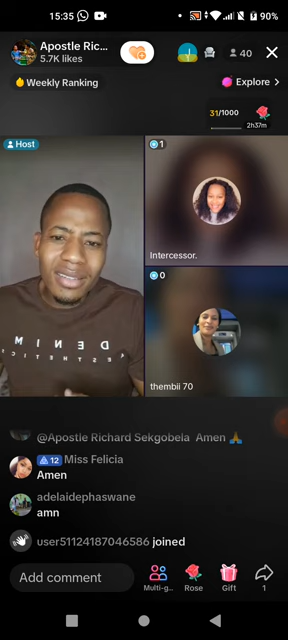 15:35
90%
Apostle Ric...
5.7K likes
40
Weekly Ranking
Explore
31/1000
2h37m
Host
1
Intercessor.
0
thembii 70
DENIM
AESTHETIC
@Apostle Richard Sekgobela Amen 🙏
12 Miss Felicia
Amen
adelaidephaswane
amn
user51124187046586 joined
Add comment
Multi-g...
Rose
Gift
1